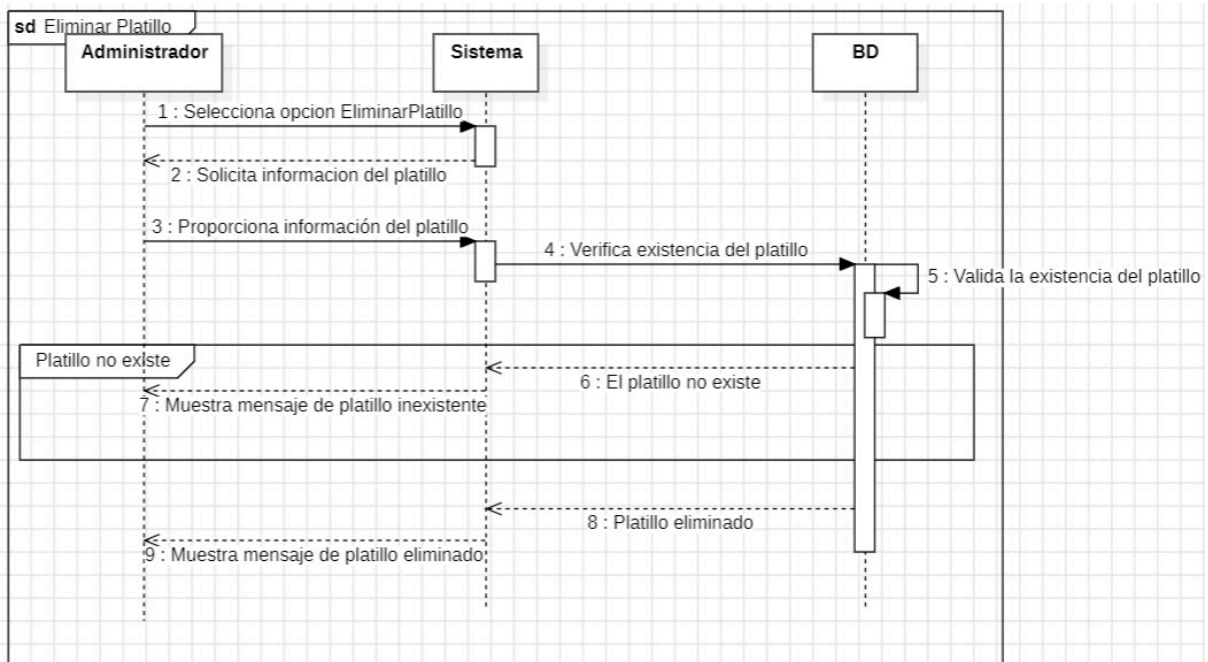 sd Eliminar Platillo
Administrador
Sistema
BD
1 : Selecciona opcion EliminarPlatillo
2 : Solicita informacion del platillo
3 : Proporciona información del platillo
4 : Verifica existencia del platillo
5 : Valida la existencia del platillo
Platillo no existe
6 : El platillo no existe
7 : Muestra mensaje de platillo inexistente
8 : Platillo eliminado
9 : Muestra mensaje de platillo eliminado